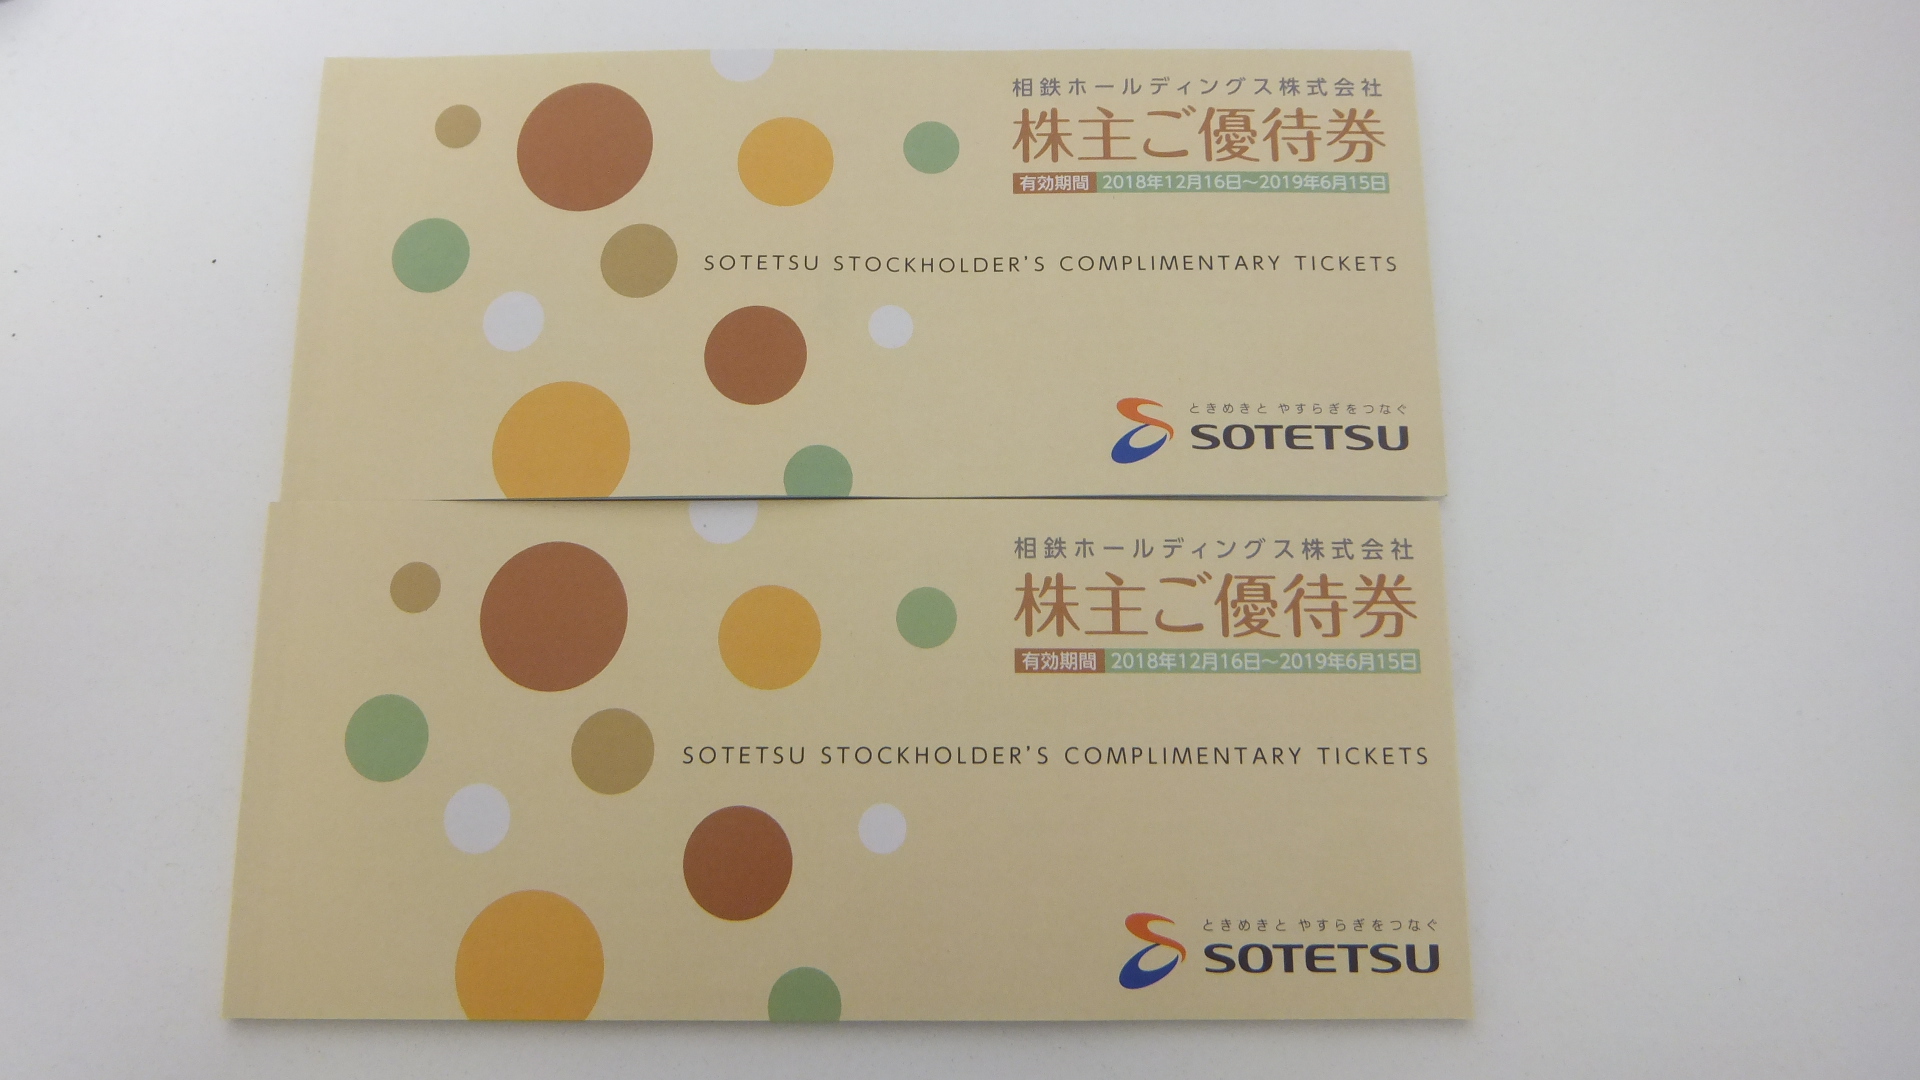 相鉄ホールディングス株式会社
株主ご優待券
有効期間 2018年12月16日～2019年6月15日
SOTETSU STOCKHOLDER'S COMPLIMENTARY TICKETS
ときめきと やすらぎをつなぐ
SOTETSU
相鉄ホールディングス株式会社
株主ご優待券
有効期間 2018年12月16日～2019年6月15日
SOTETSU STOCKHOLDER'S COMPLIMENTARY TICKETS
ときめきと やすらぎをつなぐ
SOTETSU